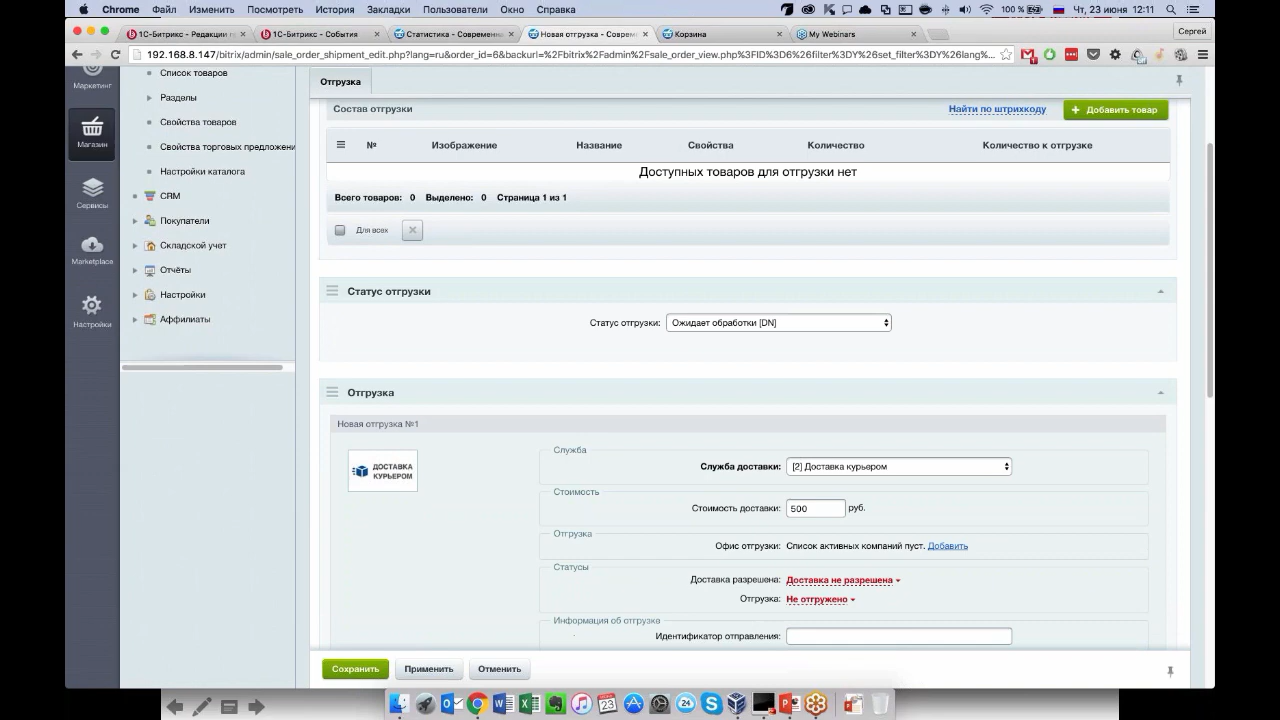 Chrome Файл Изменить Посмотреть История Закладки Пользователи Окно Справка 100 % Чт, 23 июня 12:11
1С-Битрикс - Редакции п 1С-Битрикс - События Статистика - Современный Новая отгрузка - Соврем Корзина My Webinars Сергей
192.168.8.147/bitrix/admin/sale_order_shipment_edit.php?lang=ru&order_id=6&backurl=%2Fbitrix%2Fadmin%2Fsale_order_view.php%3FID%3D6%26filter%3DY%26set_filter%3DY%26lang%...
Маркетинг
Магазин
Сервисы
Marketplace
Настройки
Список товаров
Разделы
Свойства товаров
Свойства торговых предложени
Настройки каталога
CRM
Покупатели
Складской учет
Отчёты
Настройки
Аффилиаты
Отгрузка
Состав отгрузки Найти по штрихкоду + Добавить товар
№ Изображение Название Свойства Количество Количество к отгрузке
Доступных товаров для отгрузки нет
Всего товаров: 0 Выделено: 0 Страница 1 из 1
Для всех
Статус отгрузки
Статус отгрузки: Ожидает обработки [DN]
Отгрузка
Новая отгрузка №1
ДОСТАВКА
КУРЬЕРОМ
Служба
Служба доставки: [2] Доставка курьером
Стоимость
Стоимость доставки: 500 руб.
Отгрузка
Офис отгрузки: Список активных компаний пуст. Добавить
Статусы
Доставка разрешена: Доставка не разрешена
Отгрузка: Не отгружено
Информация об отгрузке
Идентификатор отправления:
Сохранить Применить Отменить